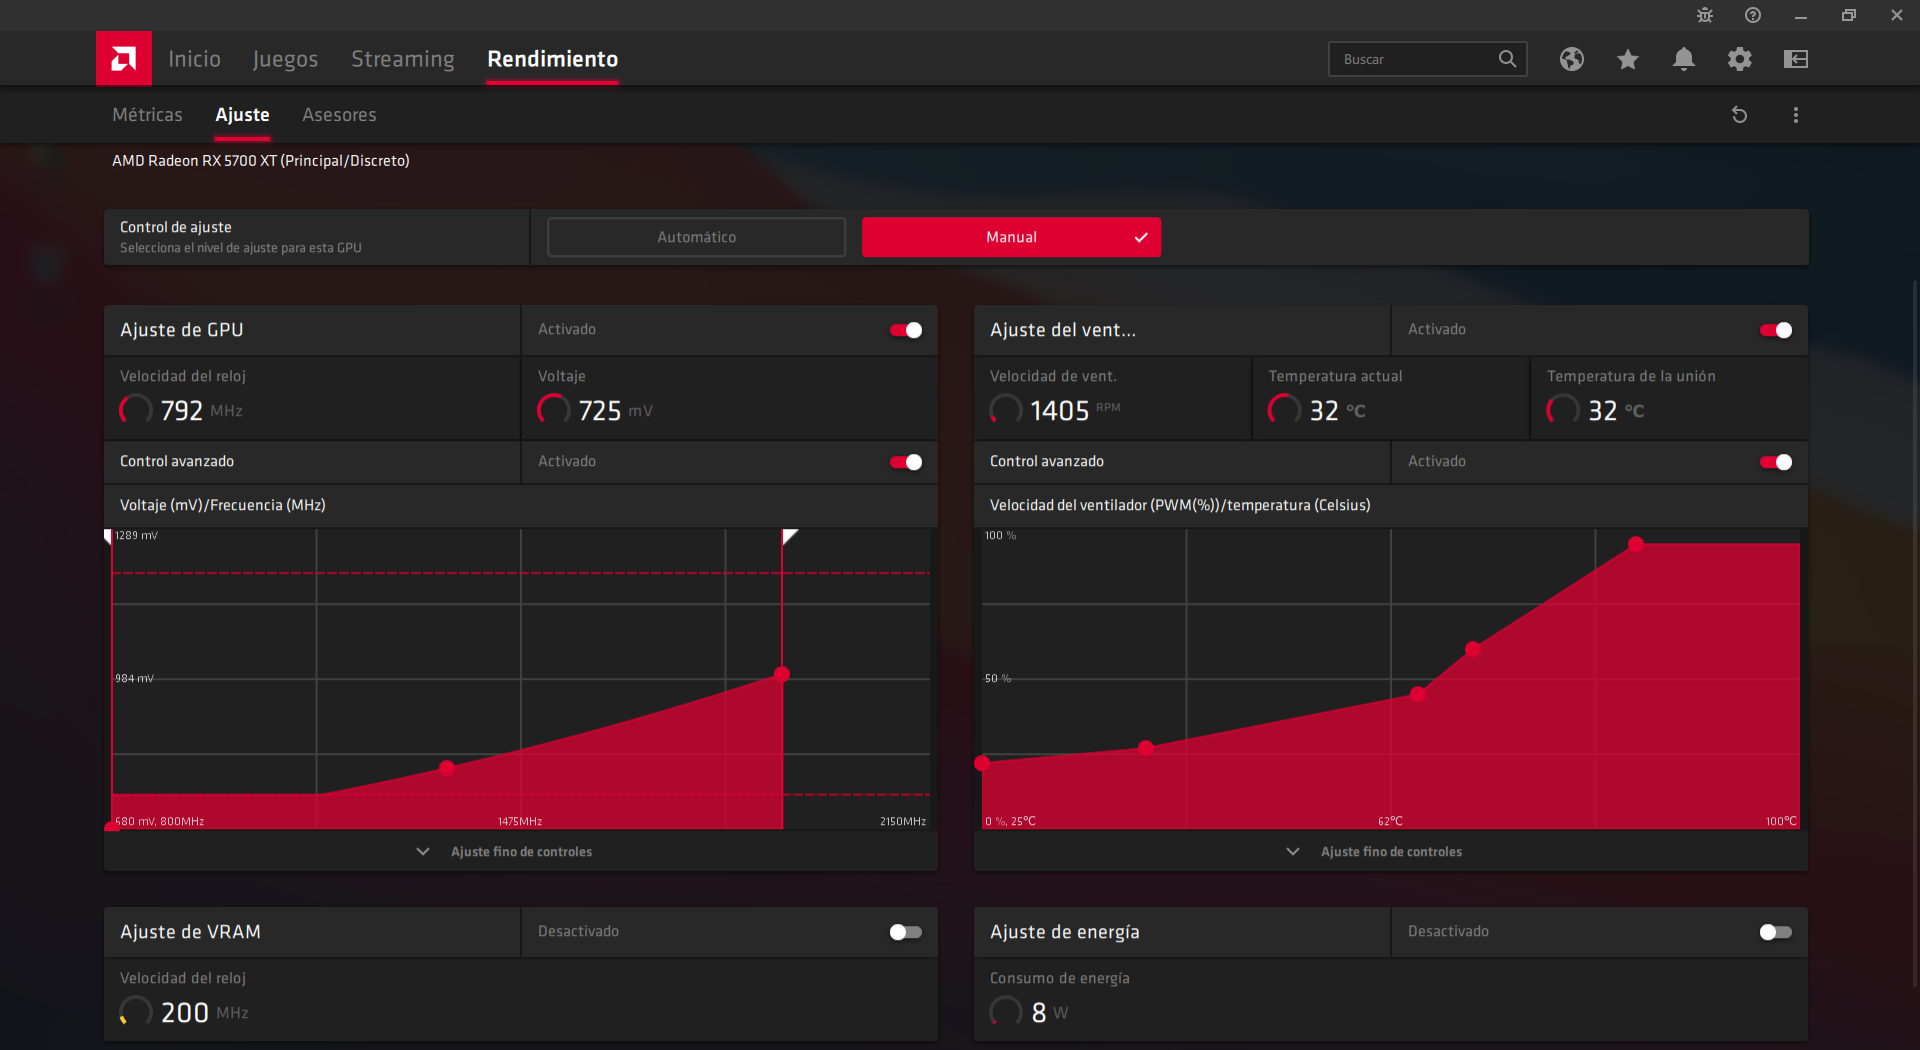 Inicio Juegos Streaming Rendimiento Buscar
Métricas Ajuste Asesores
AMD Radeon RX 5700 XT (Principal/Discreto)
Control de ajuste
Selecciona el nivel de ajuste para esta GPU
Automático Manual
Ajuste de GPU Activado
Velocidad del reloj
792 MHz
Voltaje
725 mV
Control avanzado Activado
Voltaje (mV)/Frecuencia (MHz)
1289 mV
984 mV
680 mV, 800MHz 1475MHz 2150MHz
Ajuste fino de controles
Ajuste del vent... Activado
Velocidad de vent.
1405 RPM
Temperatura actual
32 °C
Temperatura de la unión
32 °C
Control avanzado Activado
Velocidad del ventilador (PWM(%))/temperatura (Celsius)
100 %
50 %
0 %, 25°C 62°C 100°C
Ajuste fino de controles
Ajuste de VRAM Desactivado
Velocidad del reloj
200 MHz
Ajuste de energía Desactivado
Consumo de energía
8 W